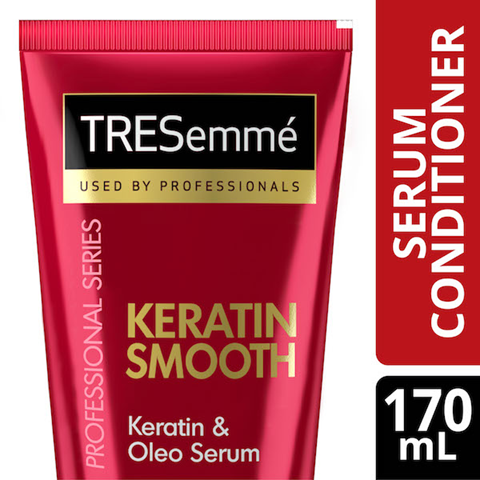 TRESemmé
USED BY PROFESSIONALS
PROFESSIONAL SERIES
KERATIN
SMOOTH
Keratin &
Oleo Serum
SERUM
CONDITIONER
170
mL